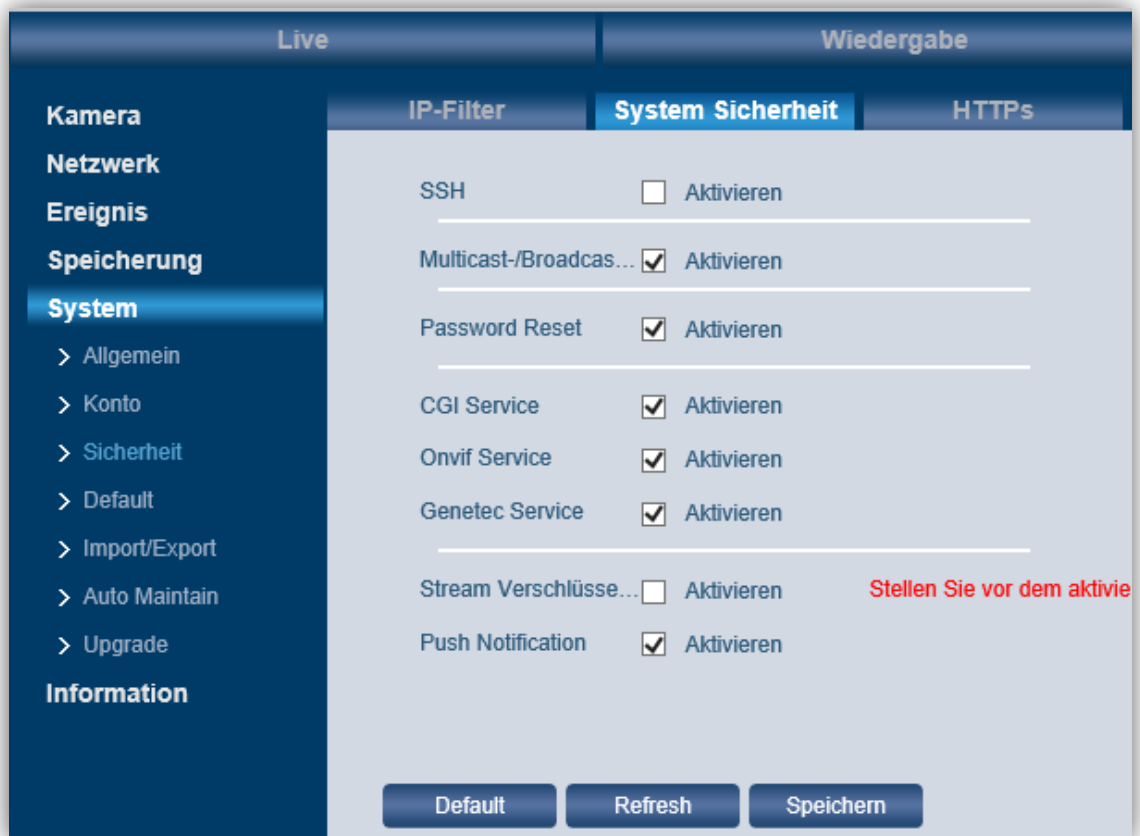 Live
Wiedergabe
Kamera
Netzwerk
Ereignis
Speicherung
System
Allgemein
Konto
Sicherheit
Default
Import/Export
Auto Maintain
Upgrade
Information
IP-Filter
System Sicherheit
HTTPs
SSH Aktivieren
Multicast-/Broadcas... Aktivieren
Password Reset Aktivieren
CGI Service Aktivieren
Onvif Service Aktivieren
Genetec Service Aktivieren
Stream Verschlüsse... Aktivieren Stellen Sie vor dem aktivie
Push Notification Aktivieren
Default
Refresh
Speichern